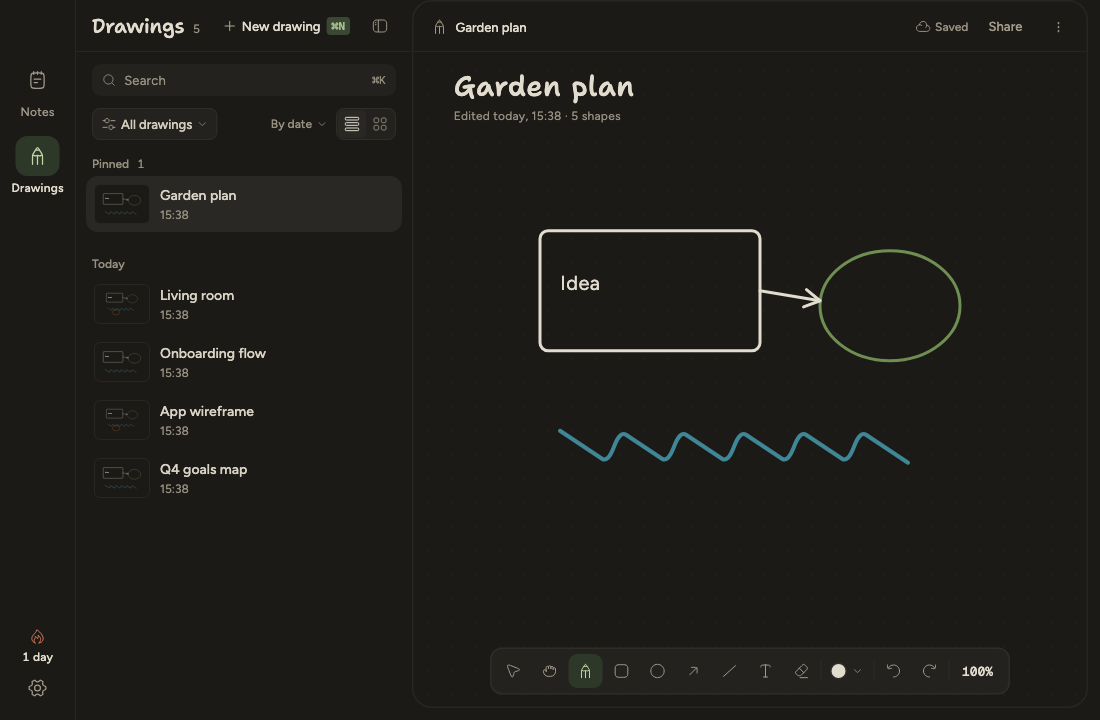 Drawings 5
New drawing ⌘N
Garden plan
Saved
Share
Notes
Drawings
Search ⌘K
All drawings
By date
Pinned 1
Garden plan
15:38
Today
Living room
15:38
Onboarding flow
15:38
App wireframe
15:38
Q4 goals map
15:38
1 day
Garden plan
Edited today, 15:38 · 5 shapes
Idea
T
100%